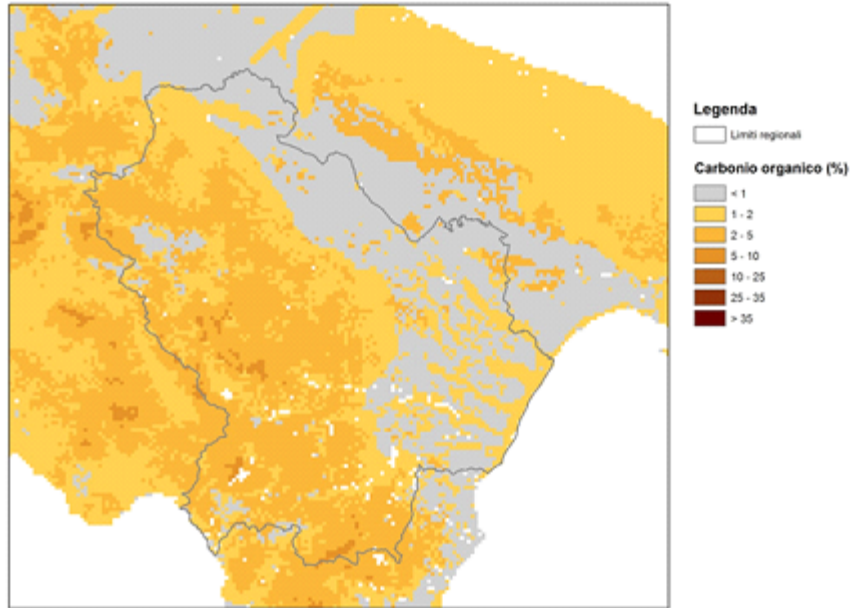 Legenda
Limiti regionali
Carbonio organico (%)
< 1
1 - 2
2 - 5
5 - 10
10 - 25
25 - 35
> 35